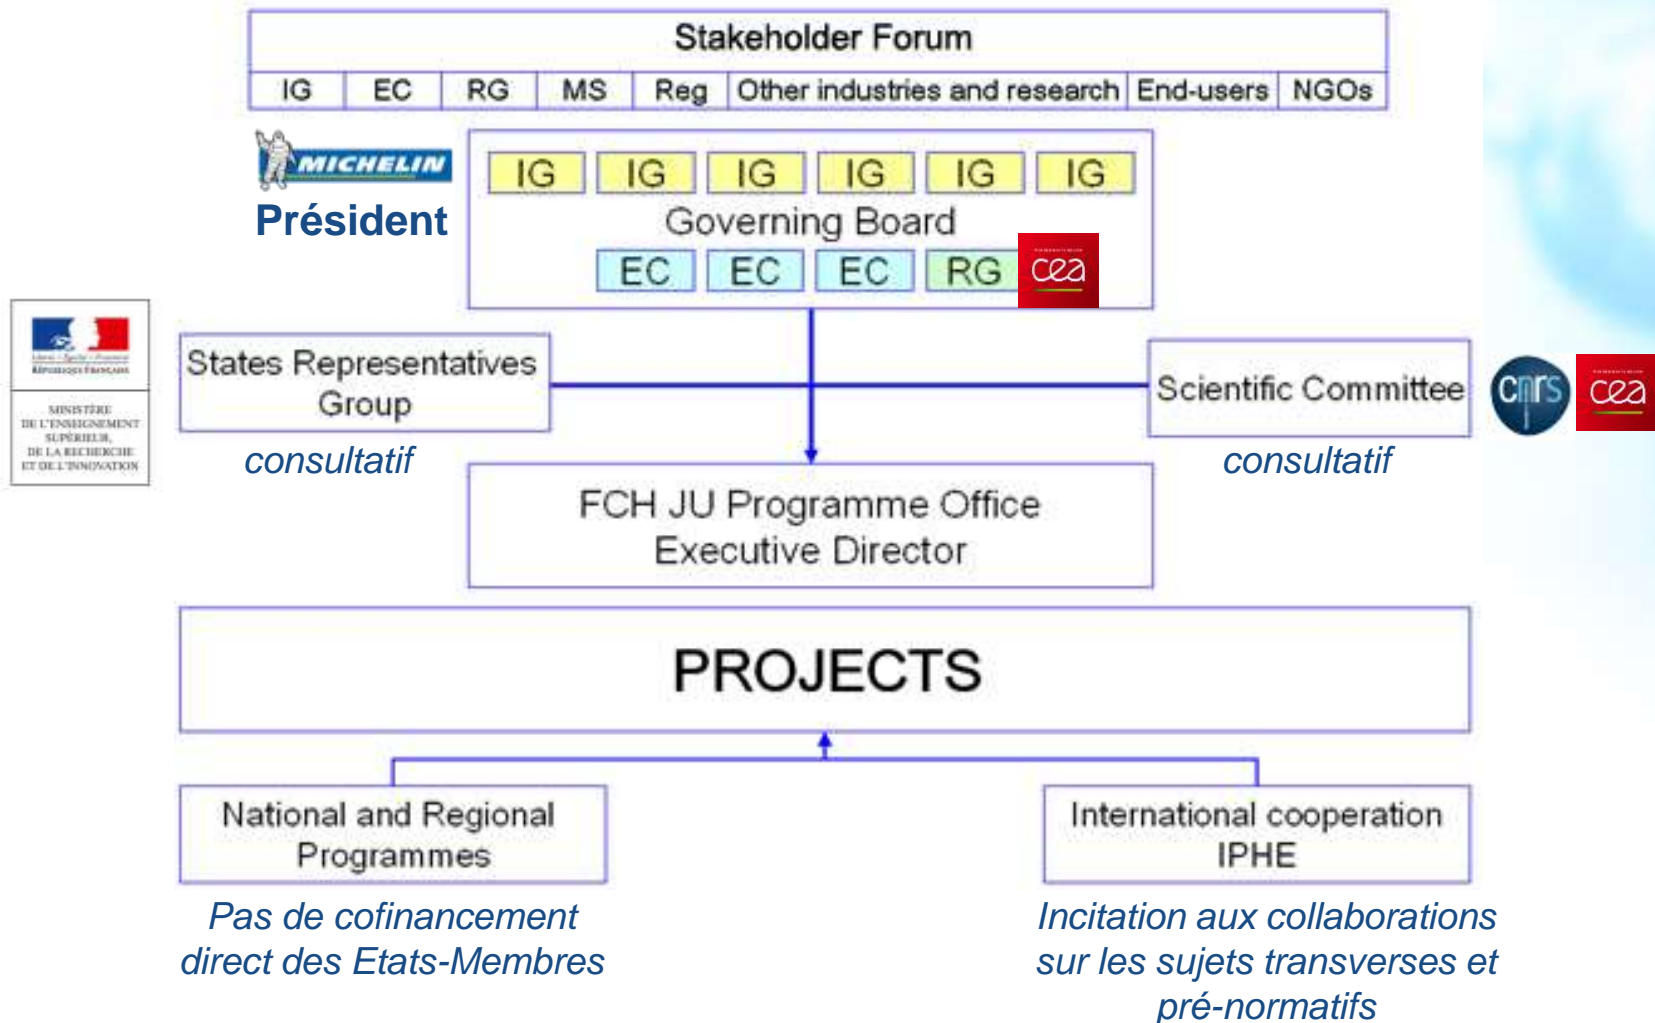 Stakeholder Forum
IG EC RG MS Reg Other industries and research End-users NGOs
MICHELIN
Président
IG IG IG IG IG IG
Governing Board
EC EC EC RG
cea
RÉPUBLIQUE FRANÇAISE
MINISTÈRE
DE L'ENSEIGNEMENT
SUPÉRIEUR,
DE LA RECHERCHE
ET DE L'INNOVATION
States Representatives
Group
consultatif
Scientific Committee
cnrs
cea
consultatif
FCH JU Programme Office
Executive Director
PROJECTS
National and Regional
Programmes
International cooperation
IPHE
Pas de cofinancement
direct des Etats-Membres
Incitation aux collaborations
sur les sujets transverses et
pré-normatifs